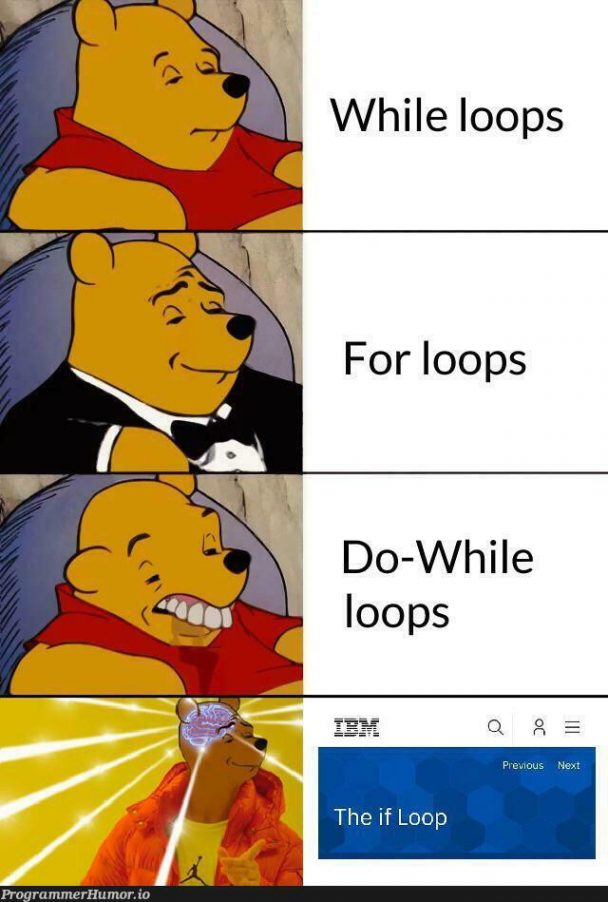 While loops
For loops
Do-While
loops
IBM
Previous Next
The if Loop
ProgrammerHumor.io